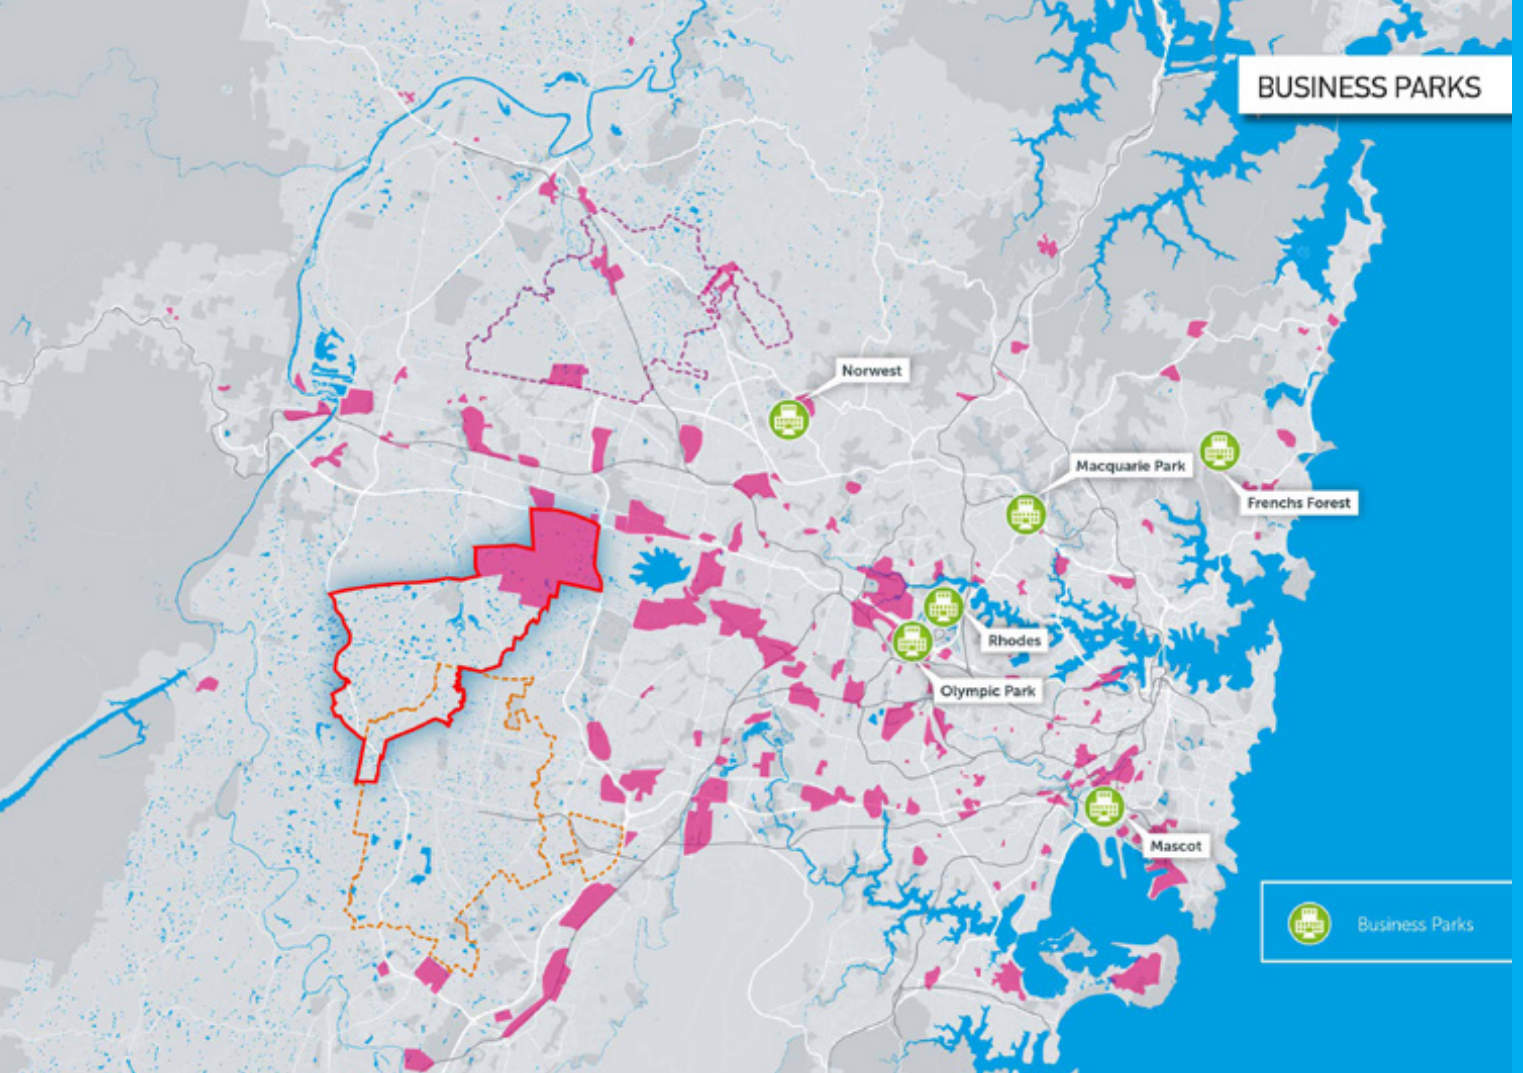 BUSINESS PARKS
Norwest
Macquarie Park
Frenchs Forest
Rhodes
Olympic Park
Mascot
Business Parks